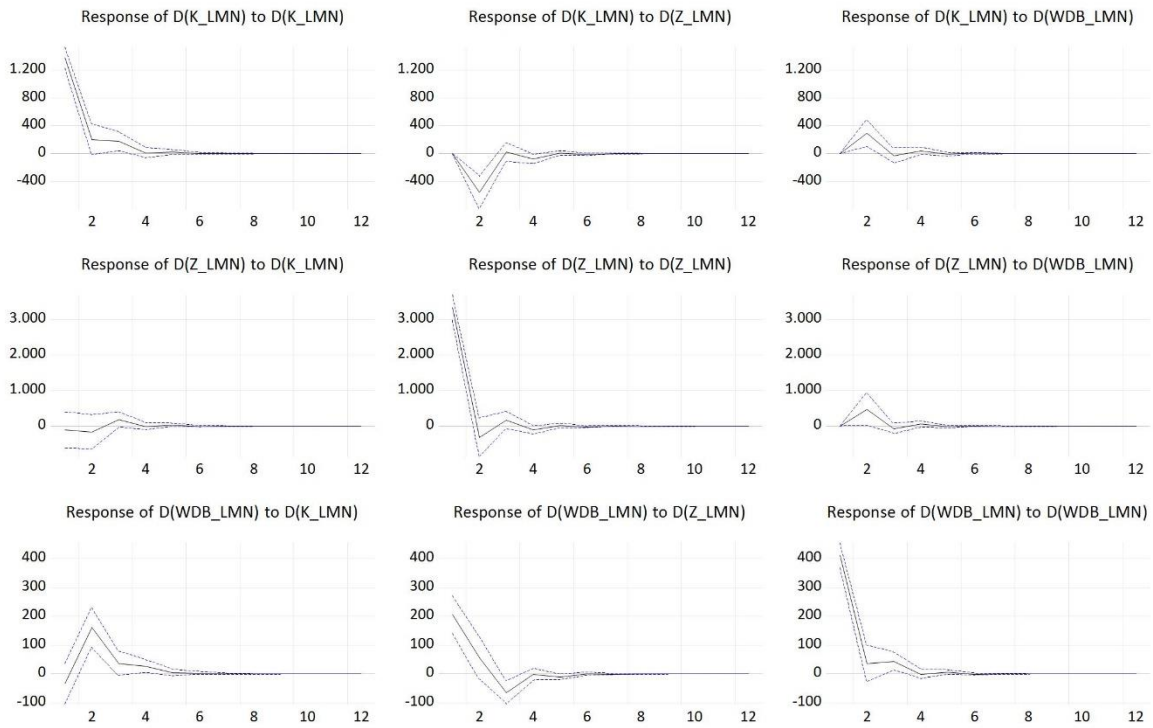 Response of D(K_LMN) to D(K_LMN)
Response of D(K_LMN) to D(Z_LMN)
Response of D(K_LMN) to D(WDB_LMN)
1.200
800
400
0
-400
2 4 6 8 10 12
1.200
800
400
0
-400
2 4 6 8 10 12
1.200
800
400
0
-400
2 4 6 8 10 12
Response of D(Z_LMN) to D(K_LMN)
Response of D(Z_LMN) to D(Z_LMN)
Response of D(Z_LMN) to D(WDB_LMN)
3.000
2.000
1.000
0
2 4 6 8 10 12
3.000
2.000
1.000
0
2 4 6 8 10 12
3.000
2.000
1.000
0
2 4 6 8 10 12
Response of D(WDB_LMN) to D(K_LMN)
Response of D(WDB_LMN) to D(Z_LMN)
Response of D(WDB_LMN) to D(WDB_LMN)
400
300
200
100
0
-100
2 4 6 8 10 12
400
300
200
100
0
-100
2 4 6 8 10 12
400
300
200
100
0
-100
2 4 6 8 10 12